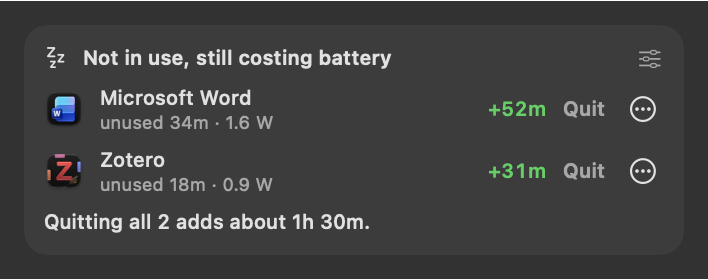 Not in use, still costing battery
Microsoft Word
unused 34m · 1.6 W
+52m Quit
Zotero
unused 18m · 0.9 W
+31m Quit
Quitting all 2 adds about 1h 30m.